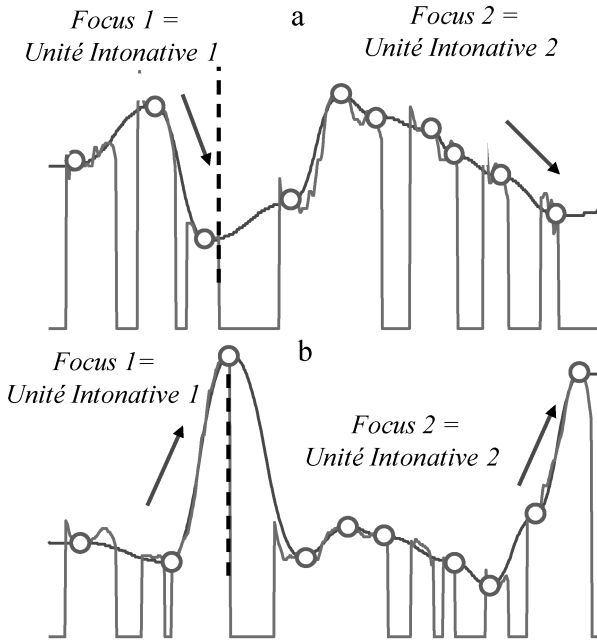 Focus 1 =
Unité Intonative 1
a
Focus 2 =
Unité Intonative 2
b
Focus 1=
Unité Intonative 1
Focus 2 =
Unité Intonative 2